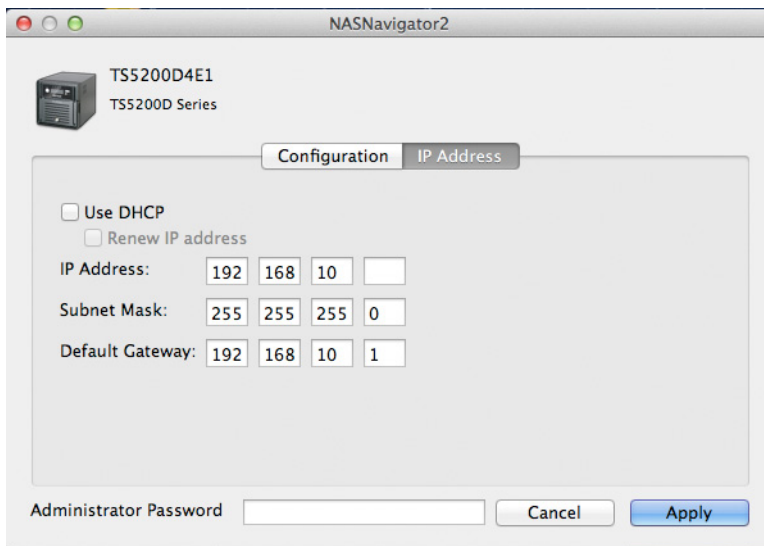 NASNavigator2
TS5200D4E1
TS5200D Series
Configuration IP Address
Use DHCP
Renew IP address
IP Address: 192 168 10
Subnet Mask: 255 255 255 0
Default Gateway: 192 168 10 1
Administrator Password Cancel Apply